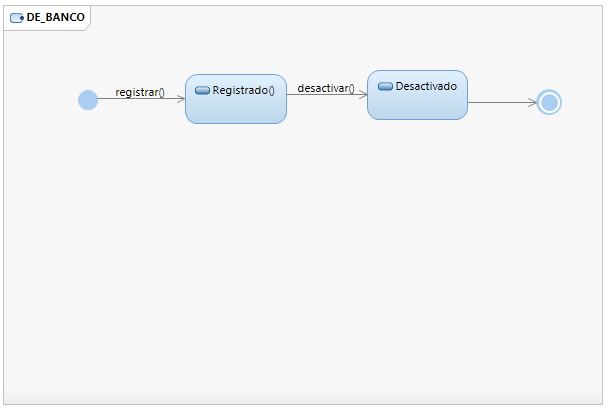 DE_BANCO
registrar()
Registrado()
desactivar()
Desactivado